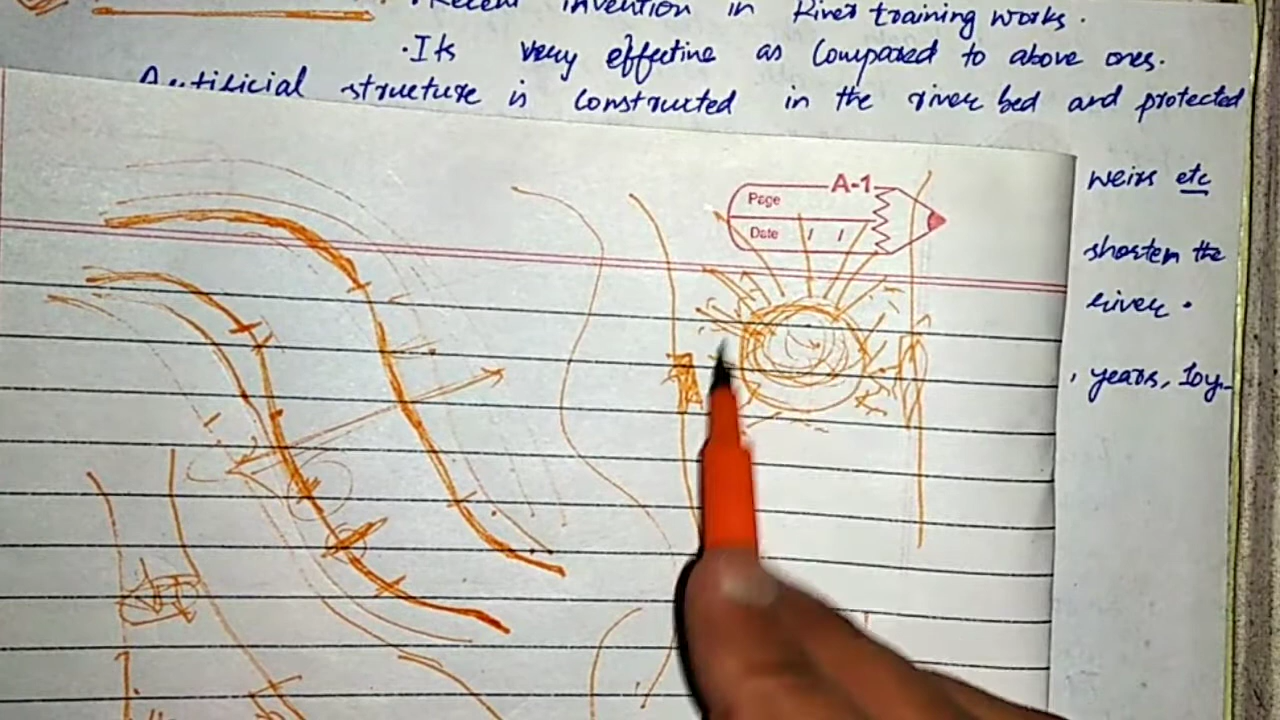 · Recent invention in River training works.
· Its very effective as Compared to above ones.
Artificial structure is constructed in the river bed and protected
A-1
Page
Date / /
weirs etc
shorten the
river.
, years,